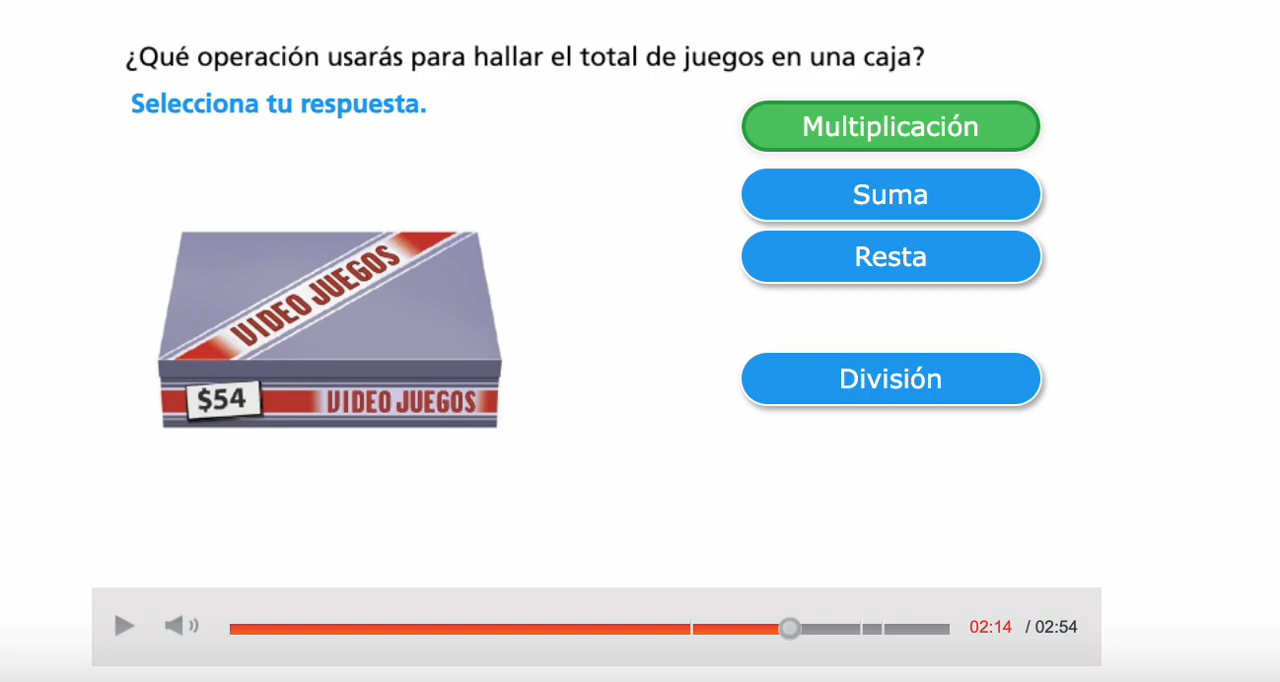 ¿Qué operación usarás para hallar el total de juegos en una caja?
Selecciona tu respuesta.
Multiplicación
Suma
Resta
División
VIDEO JUEGOS
$54
VIDEO JUEGOS
02:14 / 02:54